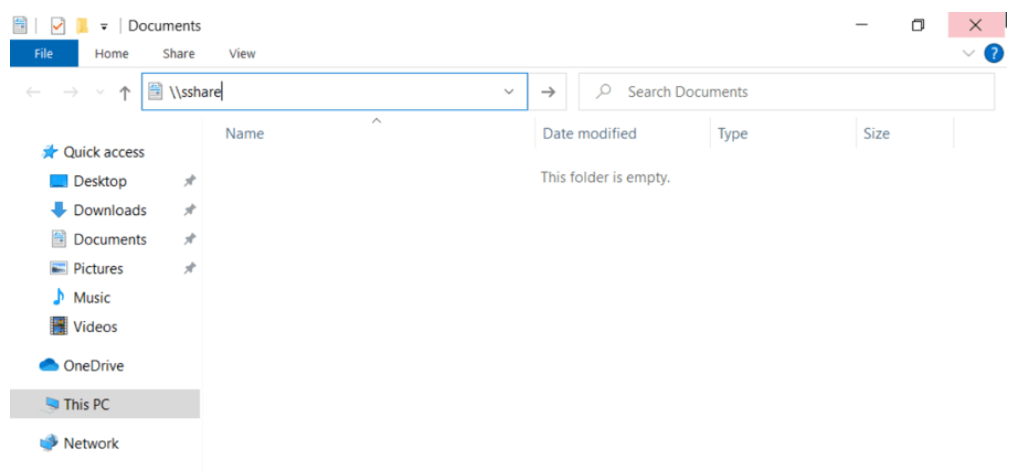 Documents
File Home Share View
\\sshare Search Documents
Name Date modified Type Size
This folder is empty.
Quick access
Desktop
Downloads
Documents
Pictures
Music
Videos
OneDrive
This PC
Network